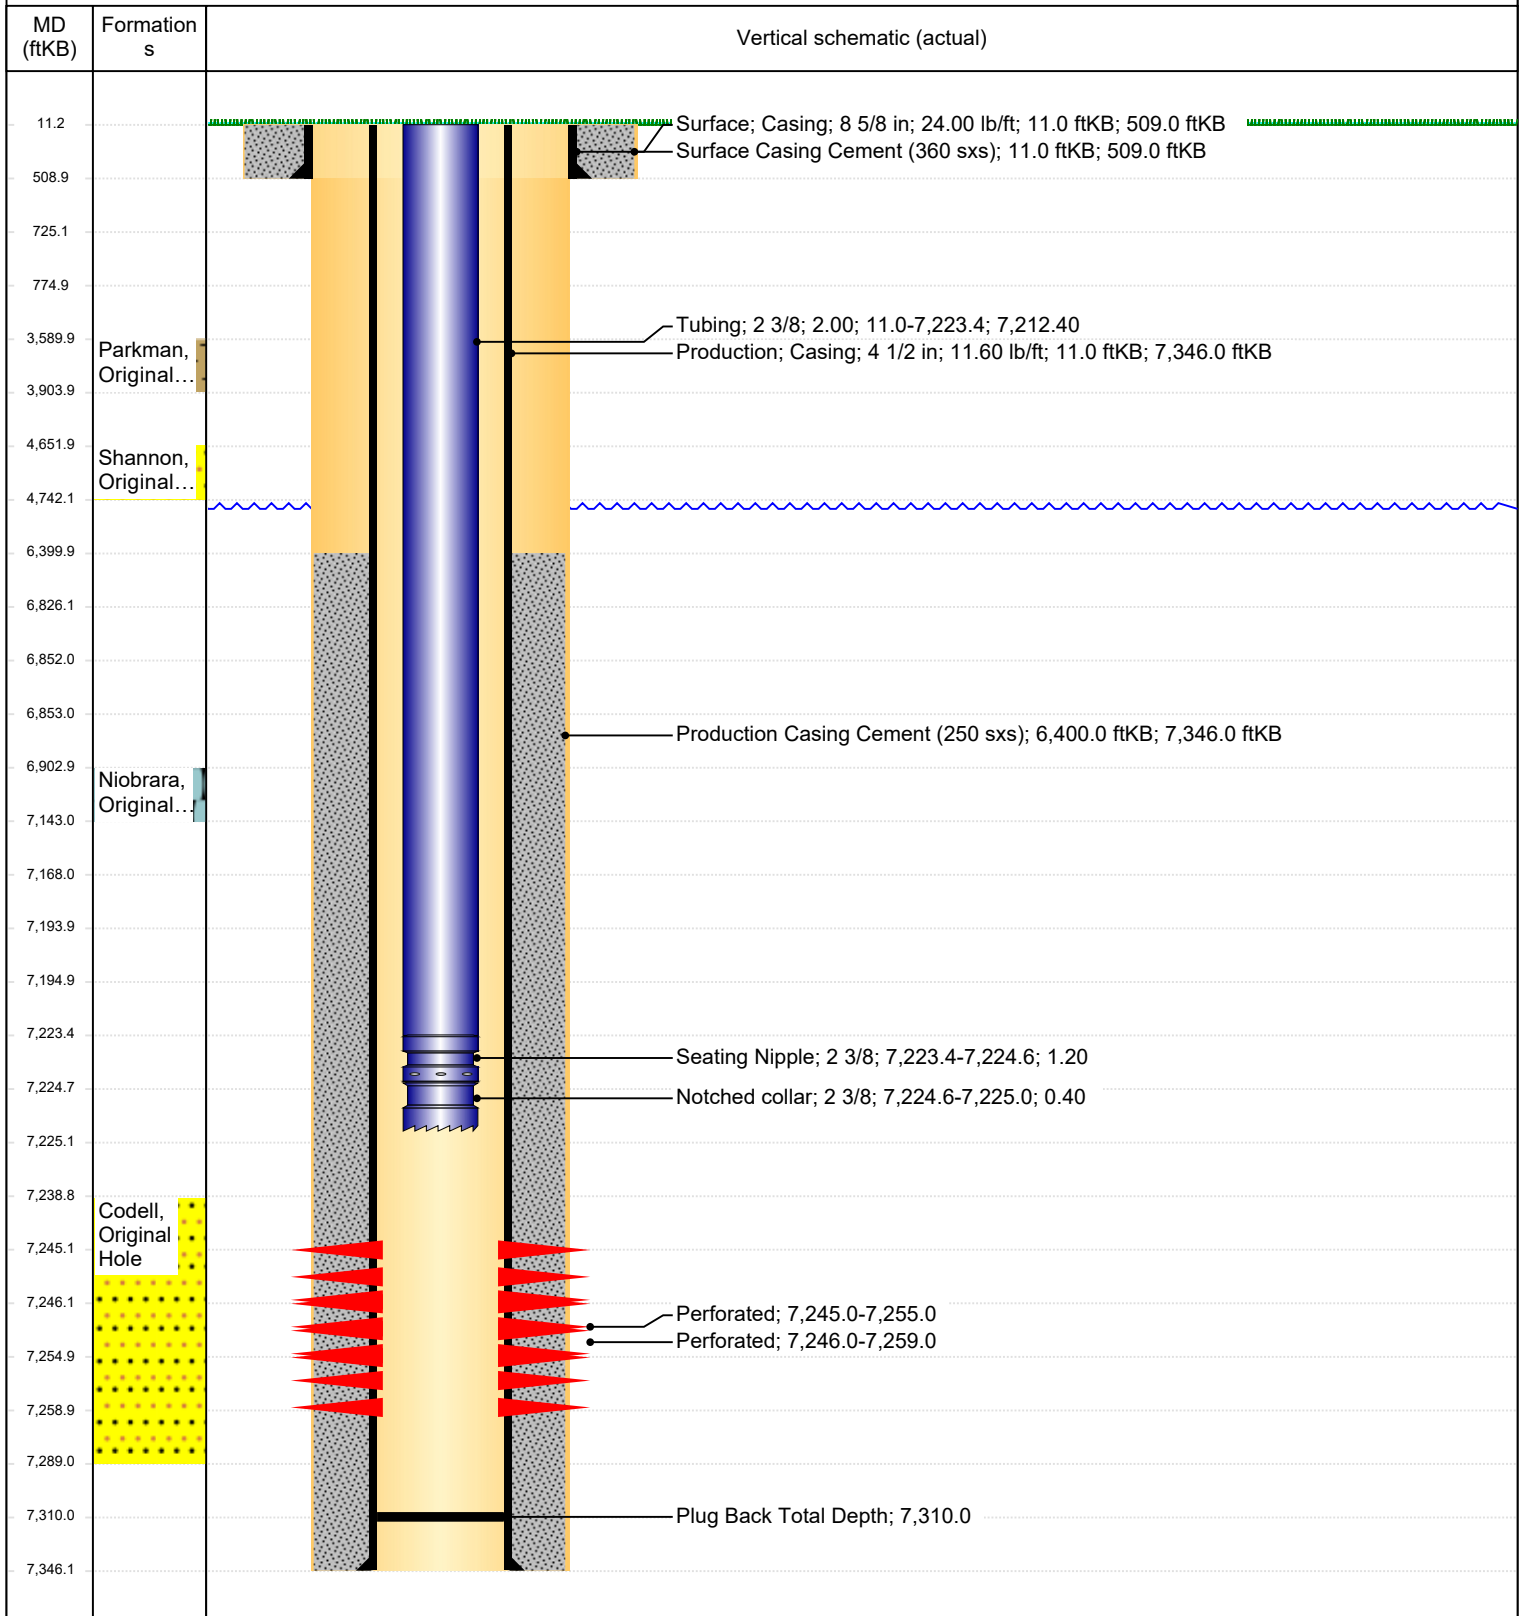 MD
(ftKB)
Formation
s
Vertical schematic (actual)
11.2
508.9
725.1
774.9
3,589.9
3,903.9
4,651.9
4,742.1
6,399.9
6,826.1
6,852.0
6,853.0
6,902.9
7,143.0
7,168.0
7,193.9
7,194.9
7,223.4
7,224.7
7,225.1
7,238.8
7,245.1
7,246.1
7,254.9
7,258.9
7,289.0
7,310.0
7,346.1
Parkman,
Original...
Shannon,
Original...
Niobrara,
Original...
Codell,
Original
Hole
Surface; Casing; 8 5/8 in; 24.00 lb/ft; 11.0 ftKB; 509.0 ftKB
Surface Casing Cement (360 sxs); 11.0 ftKB; 509.0 ftKB
Tubing; 2 3/8; 2.00; 11.0-7,223.4; 7,212.40
Production; Casing; 4 1/2 in; 11.60 lb/ft; 11.0 ftKB; 7,346.0 ftKB
Production Casing Cement (250 sxs); 6,400.0 ftKB; 7,346.0 ftKB
Seating Nipple; 2 3/8; 7,223.4-7,224.6; 1.20
Notched collar; 2 3/8; 7,224.6-7,225.0; 0.40
Perforated; 7,245.0-7,255.0
Perforated; 7,246.0-7,259.0
Plug Back Total Depth; 7,310.0